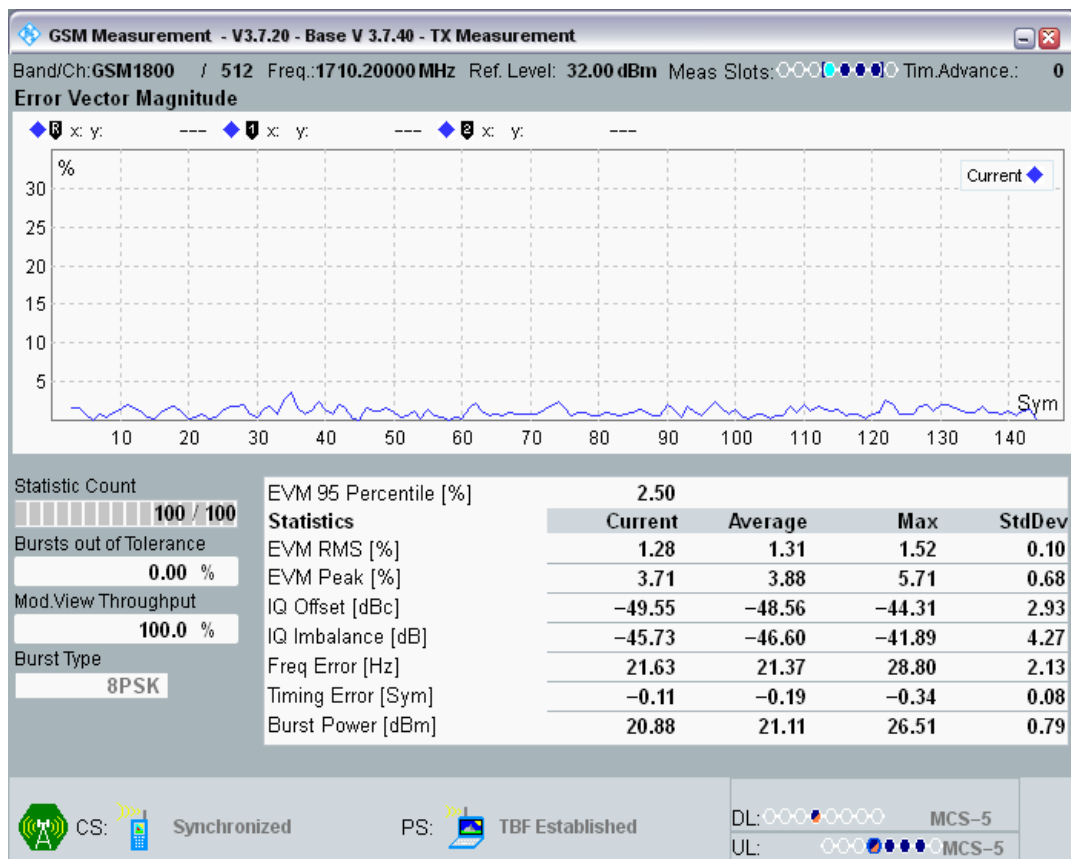 GSM Measurement - V3.7.20 - Base V 3.7.40 - TX Measurement
Band/Ch:GSM1800 / 512 Freq.:1710.20000 MHz Ref. Level: 32.00 dBm Meas Slots: Tim.Advance.: 0
Error Vector Magnitude
R x: y: --- 1 x: y: --- 2 x: y: ---
%
Current
30
25
20
15
10
5
Sym
10 20 30 40 50 60 70 80 90 100 110 120 130 140
Statistic Count
100 / 100
Bursts out of Tolerance
0.00 %
Mod.View Throughput
100.0 %
Burst Type
8PSK
EVM 95 Percentile [%] 2.50
Statistics Current Average Max StdDev
EVM RMS [%] 1.28 1.31 1.52 0.10
EVM Peak [%] 3.71 3.88 5.71 0.68
IQ Offset [dBc] −49.55 −48.56 −44.31 2.93
IQ Imbalance [dB] −45.73 −46.60 −41.89 4.27
Freq Error [Hz] 21.63 21.37 28.80 2.13
Timing Error [Sym] −0.11 −0.19 −0.34 0.08
Burst Power [dBm] 20.88 21.11 26.51 0.79
CS: Synchronized PS: TBF Established
DL: MCS−5
UL: MCS−5